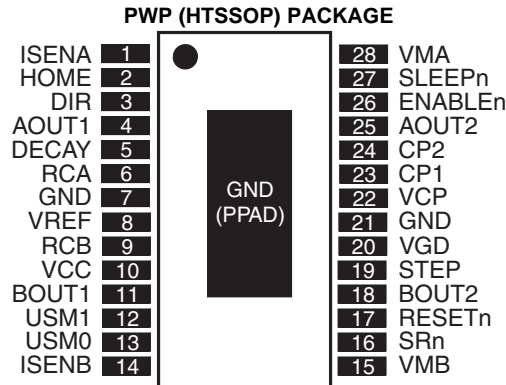 PWP (HTSSOP) PACKAGE
ISENA 1 28 VMA
HOME 2 27 SLEEPn
DIR 3 26 ENABLEn
AOUT1 4 25 AOUT2
DECAY 5 24 CP2
RCA 6 23 CP1
GND 7 22 VCP
VREF 8 21 GND
RCB 9 20 VGD
VCC 10 19 STEP
BOUT1 11 18 BOUT2
USM1 12 17 RESETn
USM0 13 16 SRn
ISENB 14 15 VMB
GND
(PPAD)